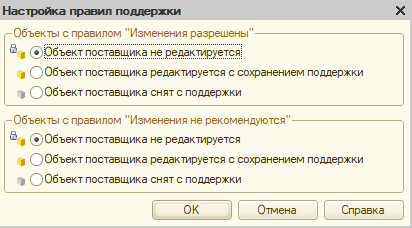 Настройка правил поддержки
Объекты с правилом "Изменения разрешены"
Объект поставщика не редактируется
Объект поставщика редактируется с сохранением поддержки
Объект поставщика снят с поддержки
Объекты с правилом "Изменения не рекомендуются"
Объект поставщика не редактируется
Объект поставщика редактируется с сохранением поддержки
Объект поставщика снят с поддержки
OK Отмена Справка